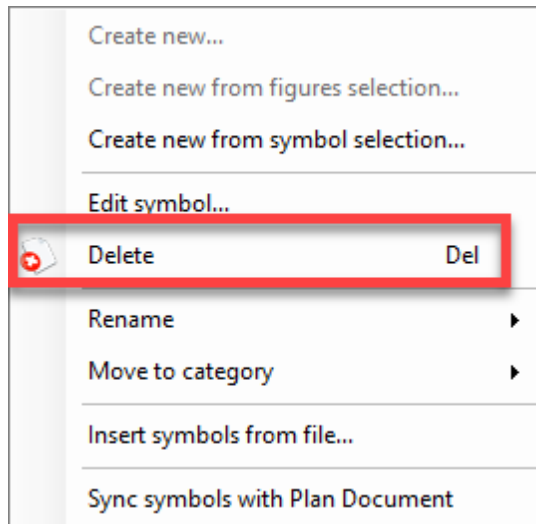 Create new...
Create new from figures selection...
Create new from symbol selection...
Edit symbol...
Delete Del
Rename
Move to category
Insert symbols from file...
Sync symbols with Plan Document